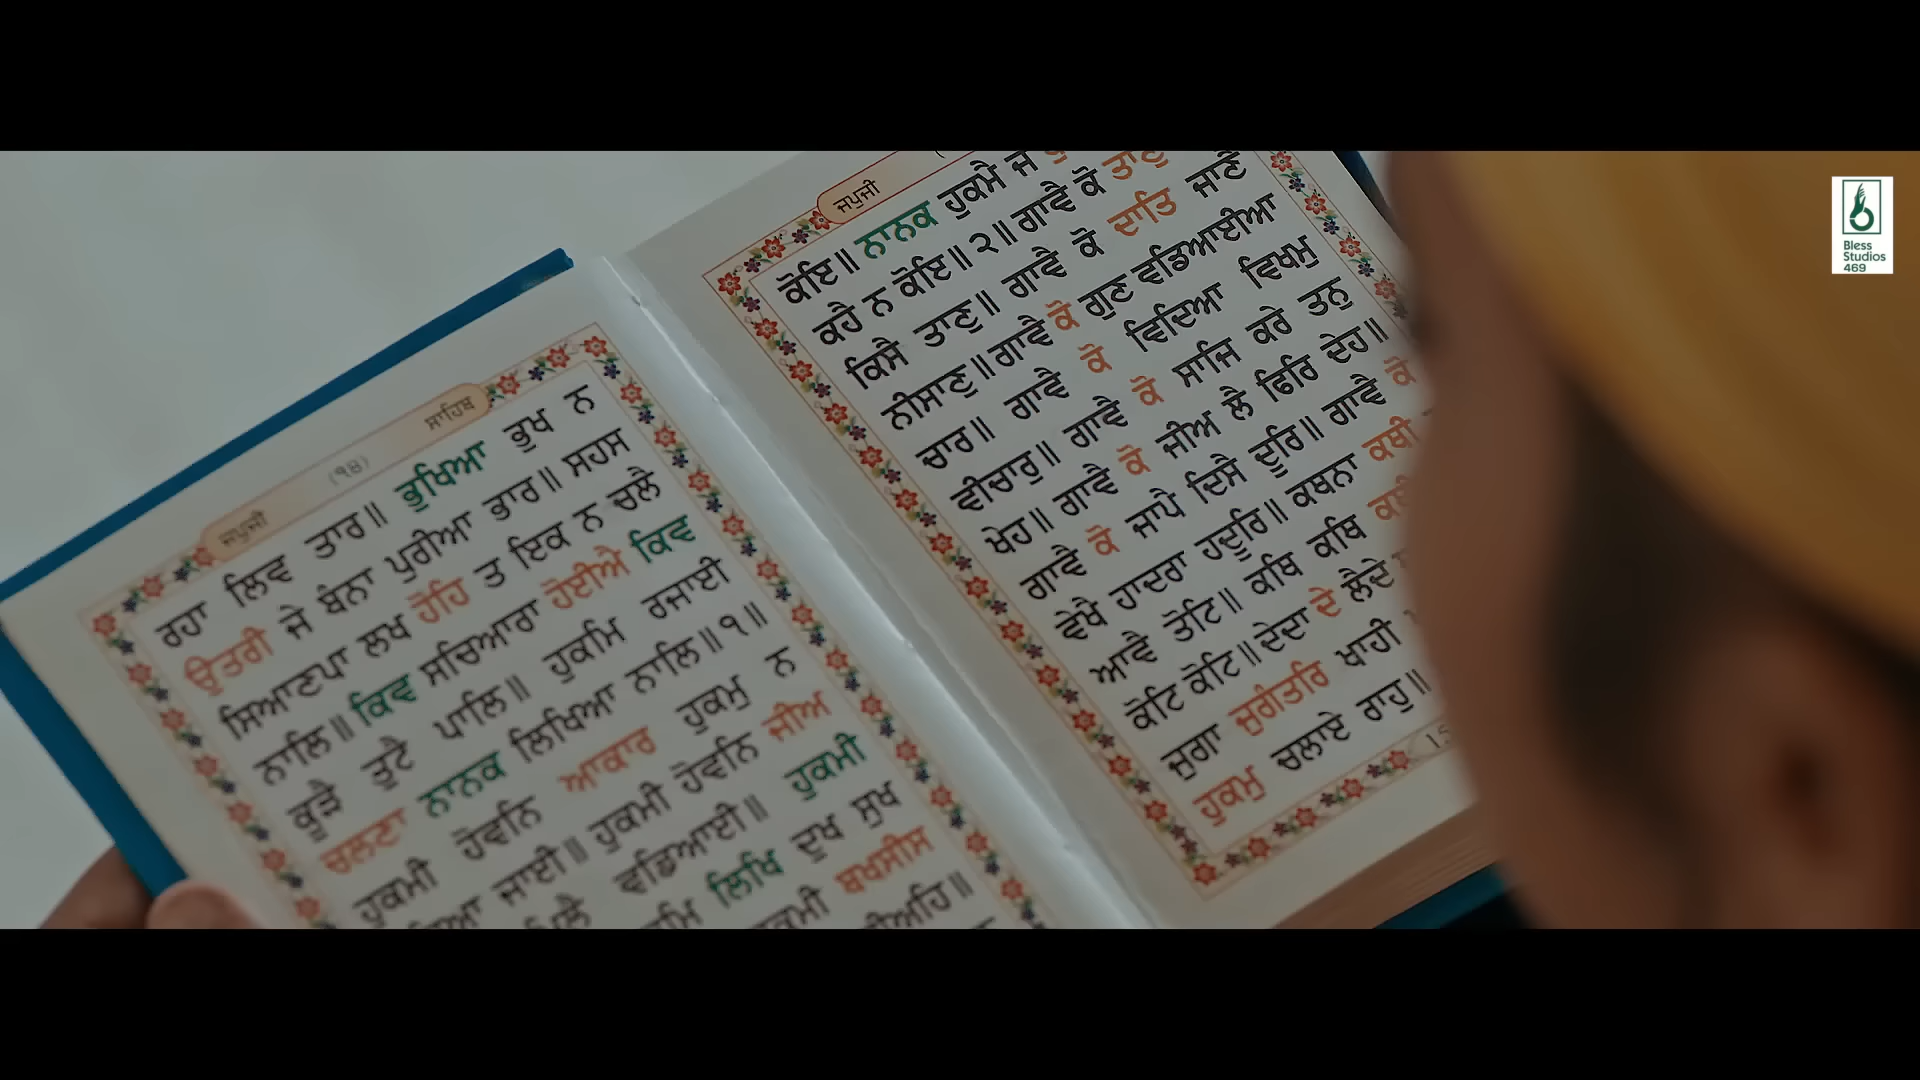 ਜਪੁਜੀ
(੧੪)
ਸਾਹਿਬ
ਰਹਾ ਲਿਵ ਤਾਰ॥ ਭੁਖਿਆ ਭੁਖ ਨ
ਉਤਰੀ ਜੇ ਬੰਨਾ ਪੁਰੀਆ ਭਾਰ॥ ਸਹਸ
ਸਿਆਣਪਾ ਲਖ ਹੋਹਿ ਤ ਇਕ ਨ ਚਲੈ
ਨਾਲਿ॥ ਕਿਵ ਸਚਿਆਰਾ ਹੋਈਐ ਕਿਵ
ਕੂੜੈ ਤੁਟੈ ਪਾਲਿ॥ ਹੁਕਮਿ ਰਜਾਈ
ਚਲਣਾ ਨਾਨਕ ਲਿਖਿਆ ਨਾਲਿ॥੧॥
ਹੁਕਮੀ ਹੋਵਨਿ ਆਕਾਰ ਹੁਕਮੁ ਨ
ਜਾਈ॥ ਹੁਕਮੀ ਹੋਵਨਿ ਜੀਅ
ਵਡਿਆਈ॥ ਹੁਕਮੀ
ਲਿਖਿ ਦੁਖ ਸੁਖ
ਬਖਸੀਸ
ਜਪੁਜੀ
ਕੋਇ॥ ਨਾਨਕ ਹੁਕਮੈ ਜੇ
ਕਹੈ ਨ ਕੋਇ॥੨॥ ਗਾਵੈ ਕੋ ਤਾਣੁ
ਕਿਸੈ ਤਾਣੁ॥ ਗਾਵੈ ਕੋ ਦਾਤਿ ਜਾਣੈ
ਨੀਸਾਣੁ॥ ਗਾਵੈ ਕੋ ਗੁਣ ਵਡਿਆਈਆ
ਚਾਰ॥ ਗਾਵੈ ਕੋ ਵਿਦਿਆ ਵਿਖਮੁ
ਵੀਚਾਰੁ॥ ਗਾਵੈ ਕੋ ਸਾਜਿ ਕਰੇ ਤਨੁ
ਖੇਹ॥ ਗਾਵੈ ਕੋ ਜੀਅ ਲੈ ਫਿਰਿ ਦੇਹ॥
ਗਾਵੈ ਕੋ ਜਾਪੈ ਦਿਸੈ ਦੂਰਿ॥ ਗਾਵੈ ਕੋ
ਵੇਖੈ ਹਾਦਰਾ ਹਦੂਰਿ॥ ਕਥਨਾ ਕਥੀ
ਆਵੈ ਤੋਟਿ॥ ਕਥਿ ਕਥਿ
ਕੋਟਿ ਕੋਟਿ॥ ਦੇਦਾ ਦੇ ਲੈਦੇ
ਜੁਗਾ ਜੁਗੰਤਰਿ ਖਾਹੀ
ਹੁਕਮੁ ਚਲਾਏ ਰਾਹੁ॥
Bless
Studios
469